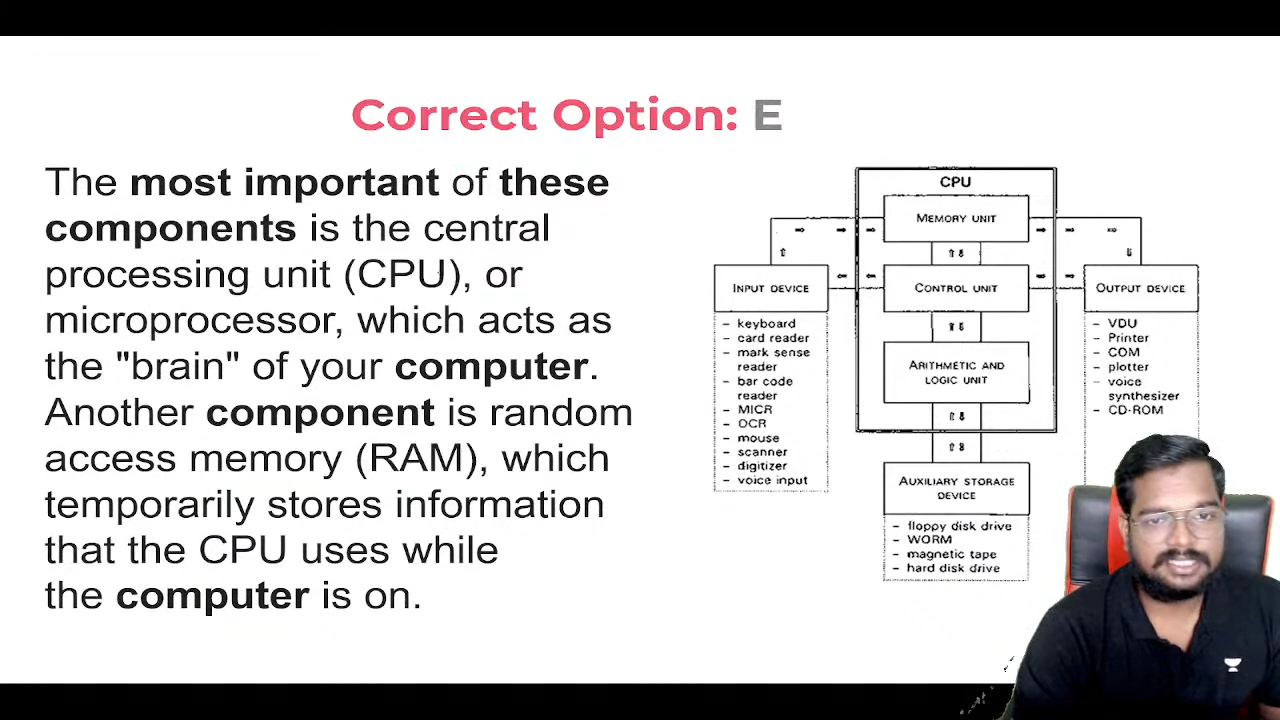 Correct Option: E
The most important of these
components is the central
processing unit (CPU), or
microprocessor, which acts as
the "brain" of your computer.
Another component is random
access memory (RAM), which
temporarily stores information
that the CPU uses while
the computer is on.
CPU
MEMORY UNIT
CONTROL UNIT
ARITHMETIC AND
LOGIC UNIT
INPUT DEVICE
- keyboard
- card reader
- mark sense
reader
- bar code
reader
- MICR
- OCR
- mouse
- scanner
- digitizer
- voice input
OUTPUT DEVICE
- VDU
- Printer
- COM
- plotter
- voice
synthesizer
- CD-ROM
AUXILIARY STORAGE
DEVICE
- floppy disk drive
- WORM
- magnetic tape
- hard disk drive